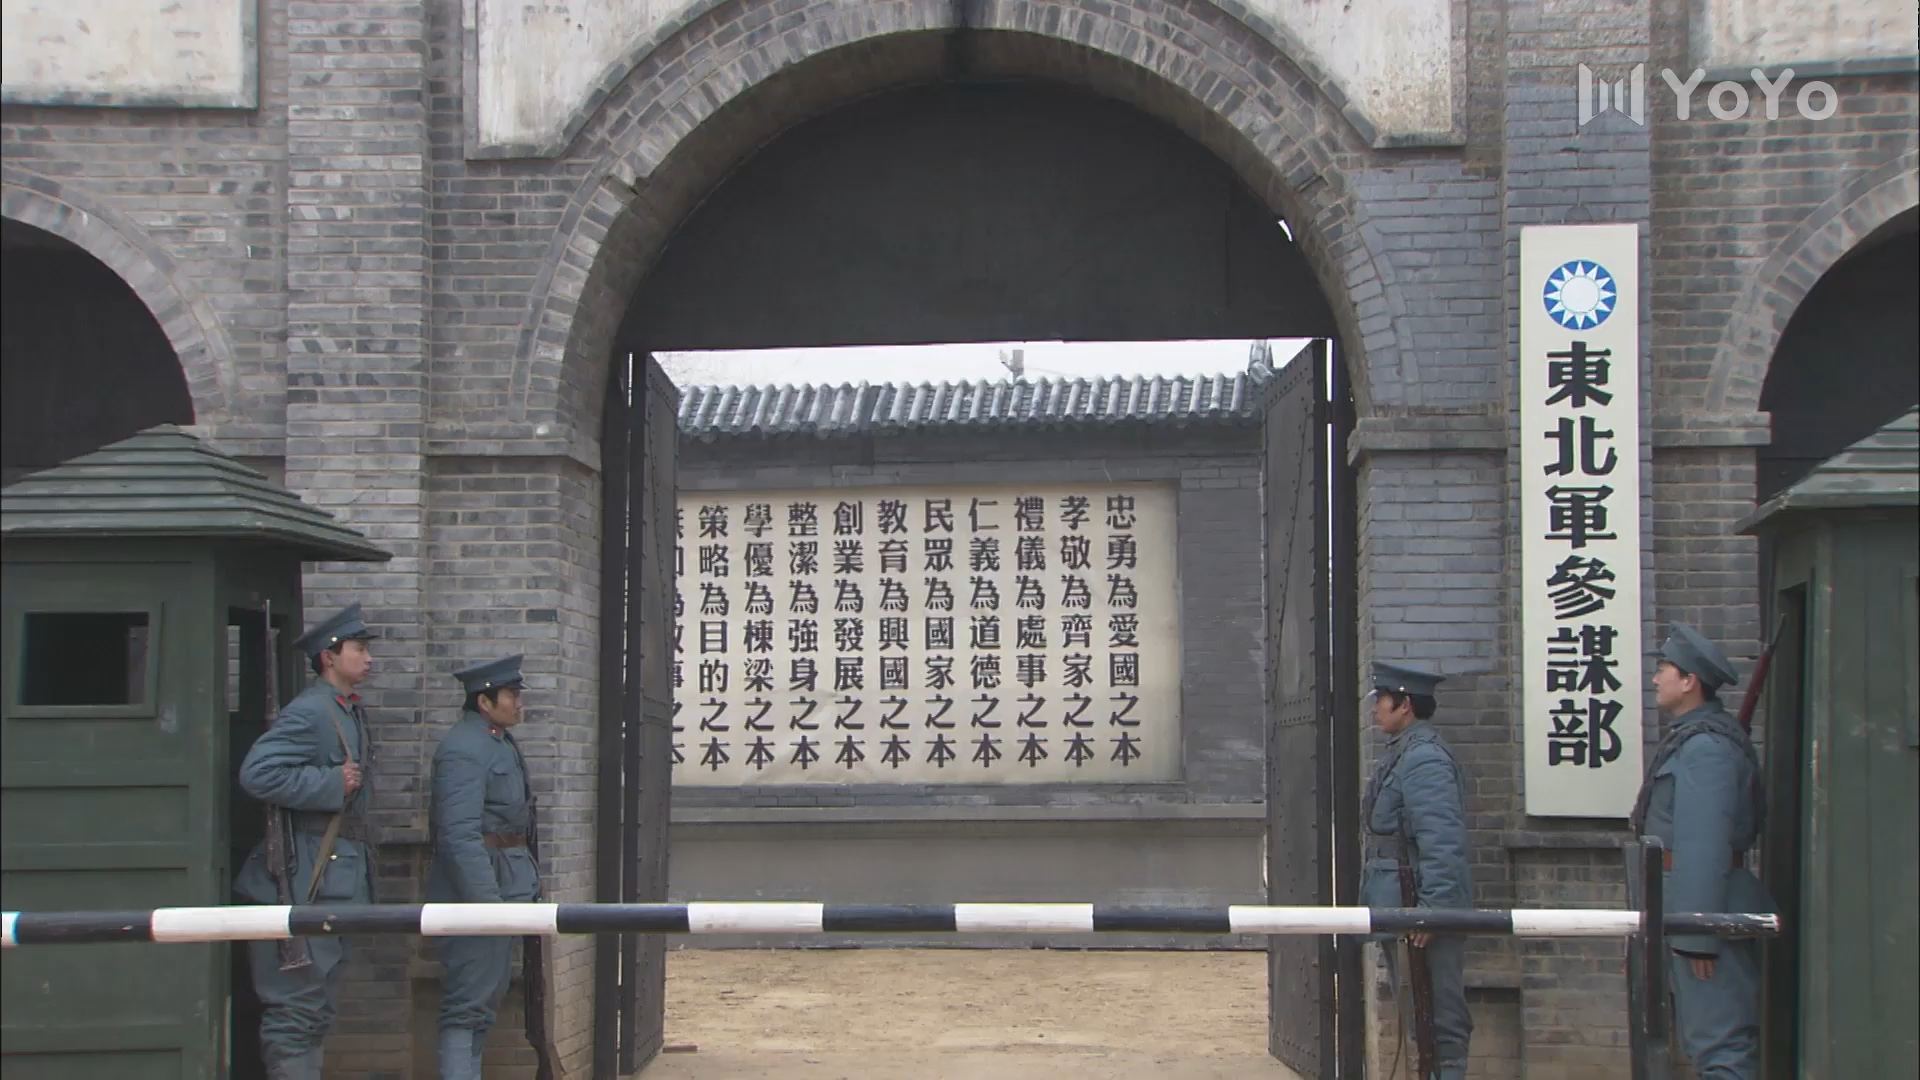 YoYo
東北軍參謀部
忠勇為愛國之本
孝敬為齊家之本
禮儀為處事之本
仁義為道德之本
民眾為國家之本
教育為興國之本
創業為發展之本
整潔為強身之本
學優為棟梁之本
策略為目的之本
為
事之本